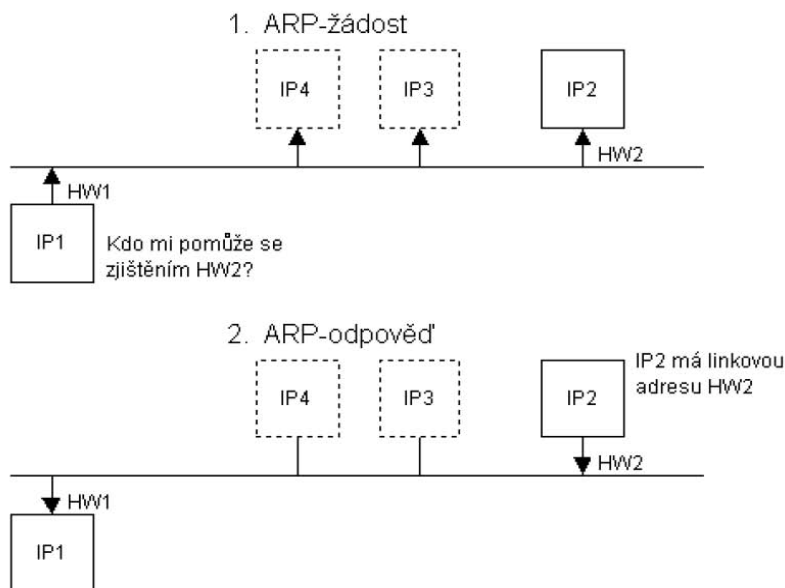 1. ARP-žádost
IP4
IP3
IP2
HW2
HW1
IP1
Kdo mi pomůže se
zjištěním HW2?
2. ARP-odpověď
IP2 má linkovou
adresu HW2
IP4
IP3
IP2
HW2
HW1
IP1